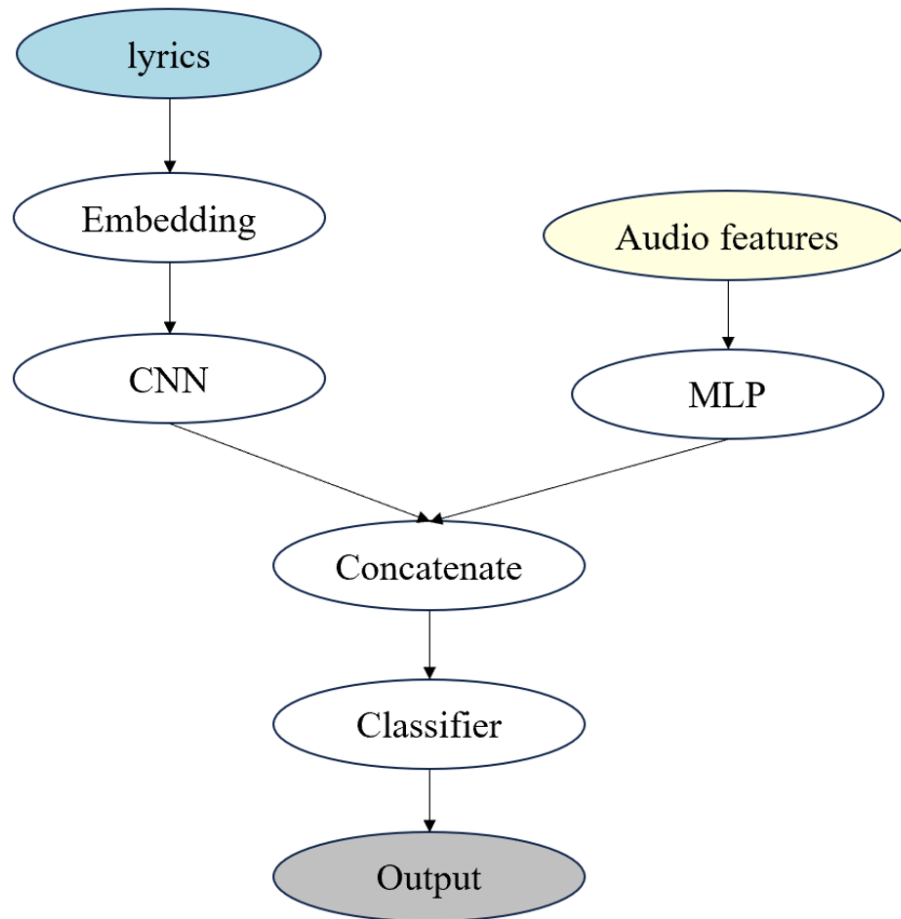 lyrics
Embedding
Audio features
CNN
MLP
Concatenate
Classifier
Output